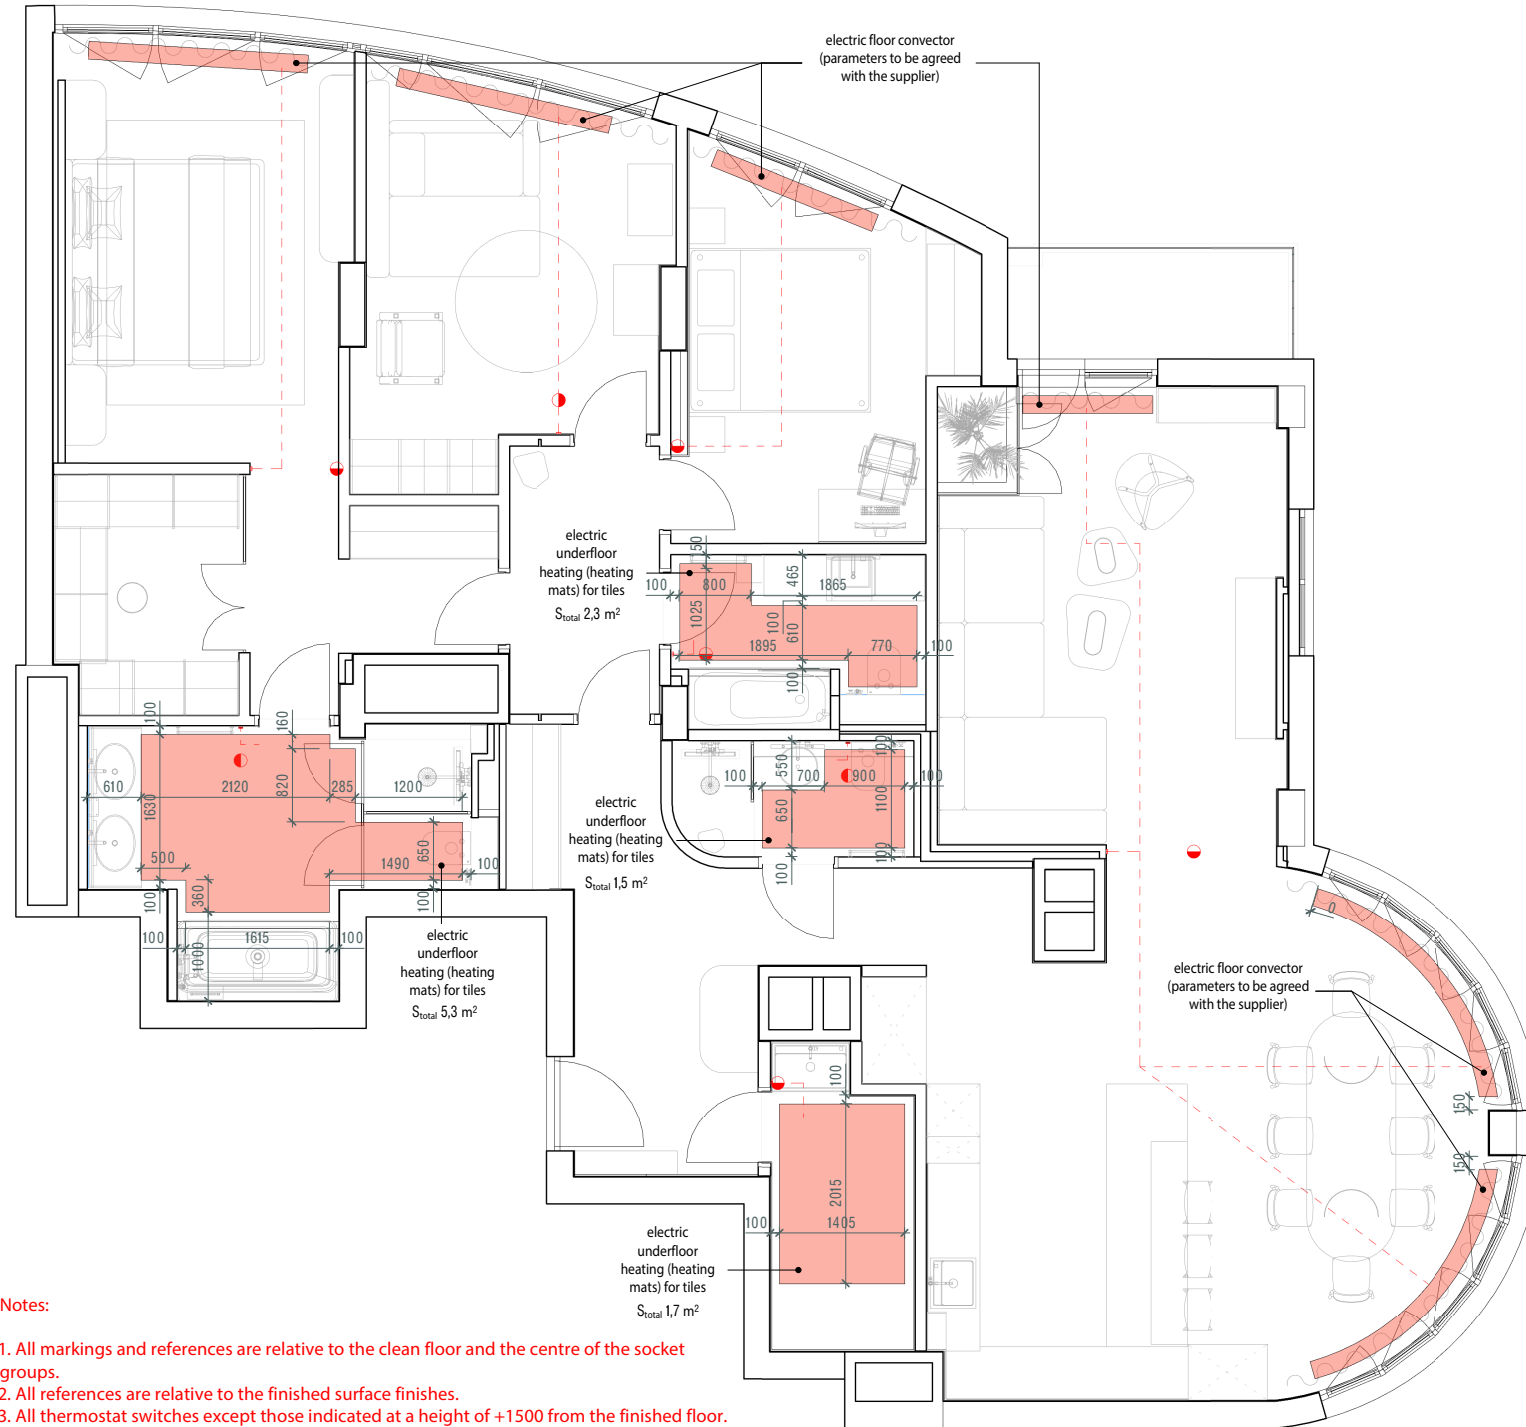 electric floor convector
(parameters to be agreed
with the supplier)
electric
underfloor
heating (heating
mats) for tiles
Stotal 2,3 m²
50
100
800
465
1865
1025
100
610
1895
770
100
100
100
160
610
2120
285
1200
820
1630
500
1490
650
100
100
360
100
100
1615
100
1000
electric
underfloor
heating (heating
mats) for tiles
Stotal 5,3 m²
electric
underfloor
heating (heating
mats) for tiles
Stotal 1,5 m²
100
550
700
900
100
100
650
1100
100
100
electric floor convector
(parameters to be agreed
with the supplier)
0
150
150
100
2015
100
1405
electric
underfloor
heating (heating
mats) for tiles
Stotal 1,7 m²
Notes:
1. All markings and references are relative to the clean floor and the centre of the socket
groups.
2. All references are relative to the finished surface finishes.
3. All thermostat switches except those indicated at a height of +1500 from the finished floor.